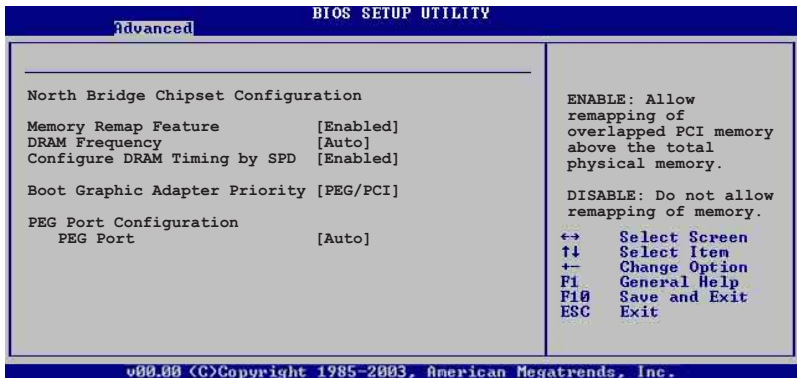 BIOS SETUP UTILITY
Advanced
North Bridge Chipset Configuration
Memory Remap Feature [Enabled]
DRAM Frequency [Auto]
Configure DRAM Timing by SPD [Enabled]
Boot Graphic Adapter Priority [PEG/PCI]
PEG Port Configuration
PEG Port [Auto]
ENABLE: Allow
remapping of
overlapped PCI memory
above the total
physical memory.
DISABLE: Do not allow
remapping of memory.
↔ Select Screen
↑↓ Select Item
+- Change Option
F1 General Help
F10 Save and Exit
ESC Exit
v00.00 (C)Copyright 1985-2003, American Megatrends, Inc.